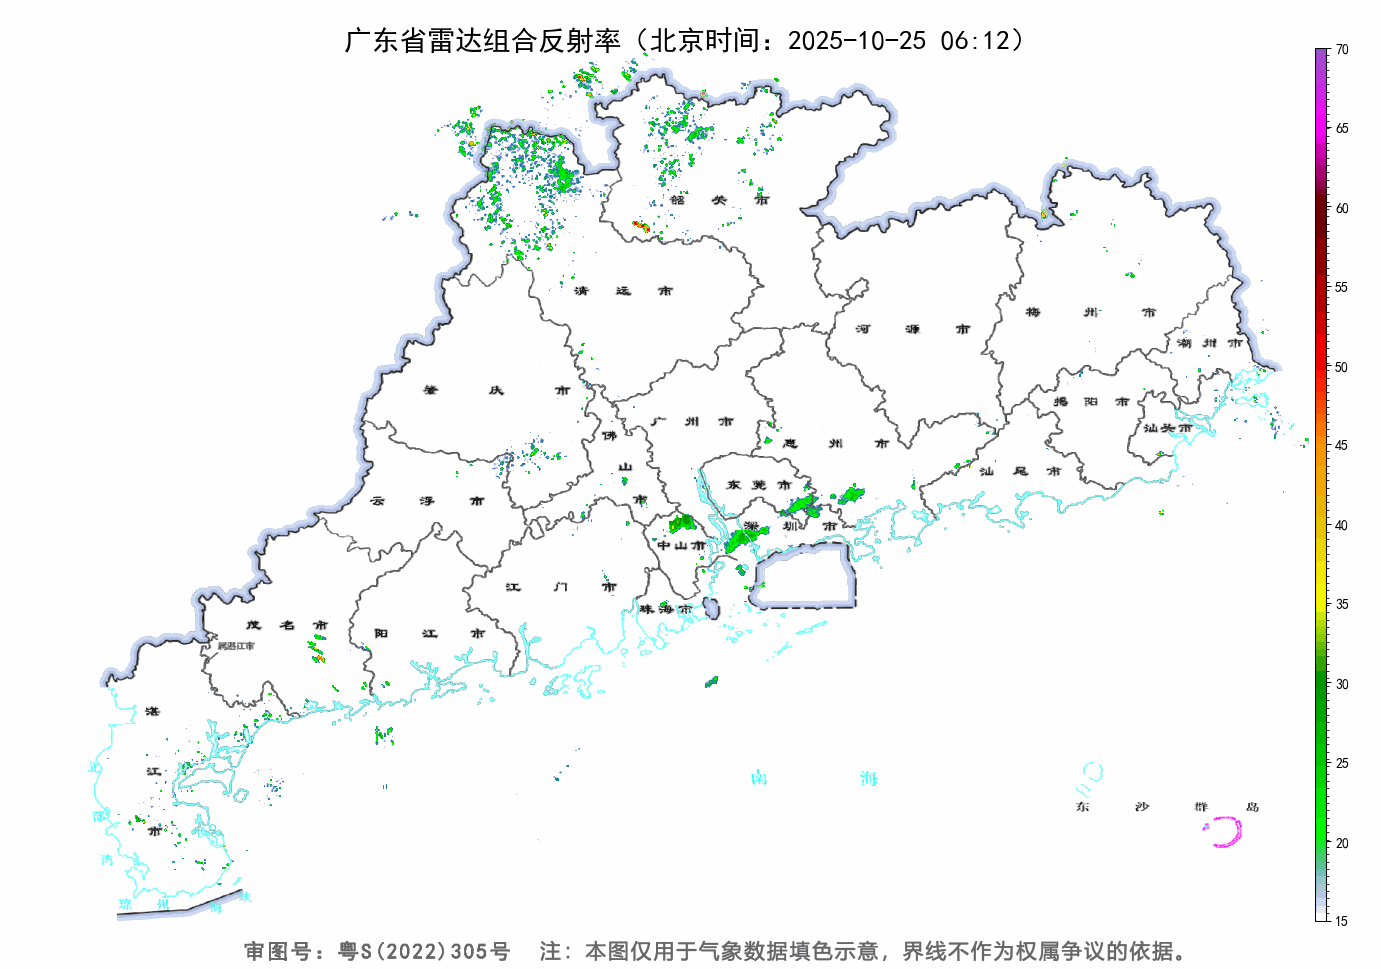 广东省雷达组合反射率（北京时间：2025-10-25 06:12）
70
65
60
55
50
45
40
35
30
25
20
15
韶关市
清远市
河源市
梅州市
潮州市
肇庆市
广州市
佛山市
惠州市
揭阳市
汕头市
汕尾市
东莞市
云浮市
深圳市
中山市
江门市
珠海市
茂名市
阳江市
属湛江市
湛江市
北部湾
南海
东沙群岛
琼州海峡
审图号：粤S(2022)305号 注：本图仅用于气象数据填色示意，界线不作为权属争议的依据。